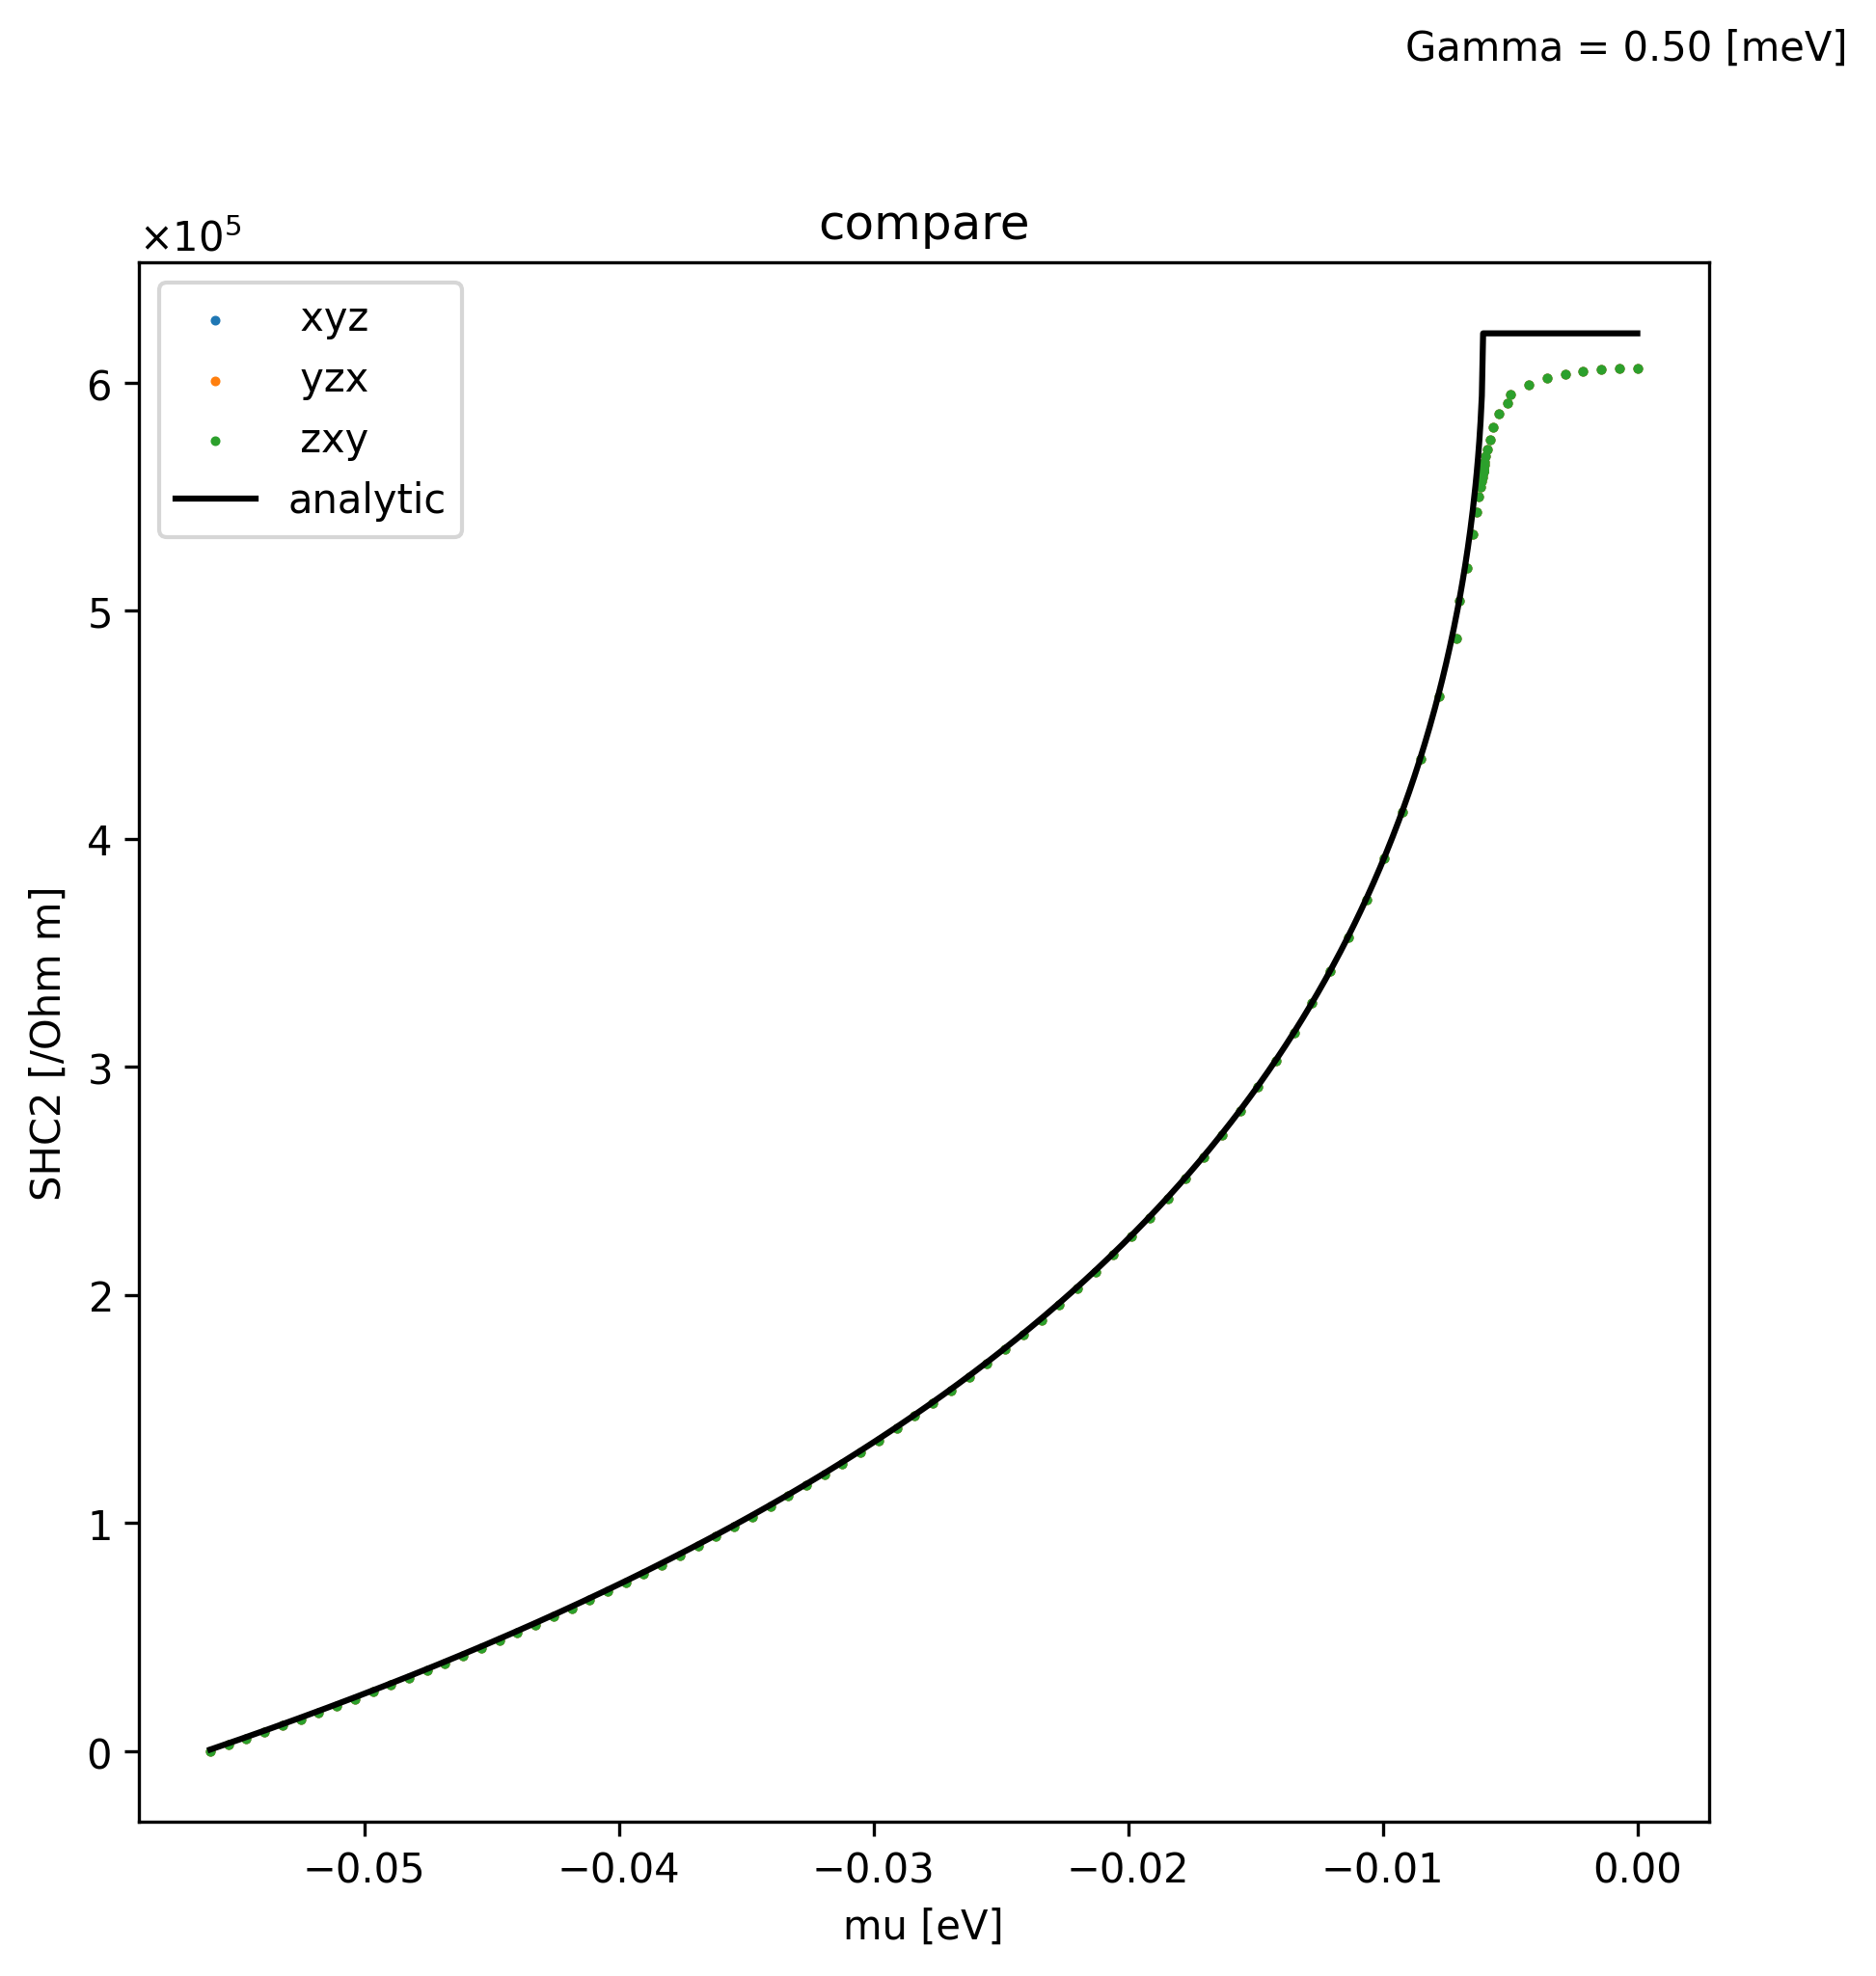 Gamma = 0.50 [meV]
compare
×10⁵
xyz
yzx
zxy
analytic
6
5
4
3
2
1
0
SHC2 [/Ohm m]
−0.05 −0.04 −0.03 −0.02 −0.01 0.00
mu [eV]